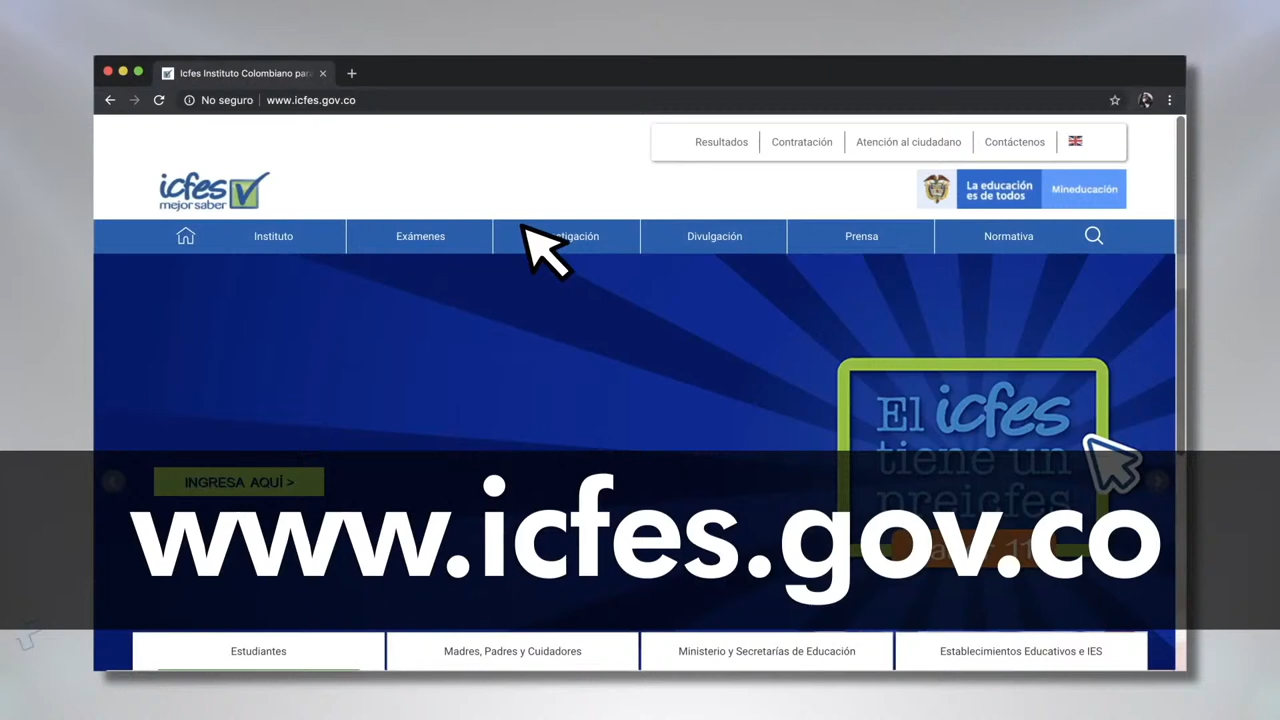 Icfes Instituto Colombiano par
No seguro
www.icfes.gov.co
Resultados
Contratación
Atención al ciudadano
Contáctenos
icfes
mejor saber
La educación
es de todos
Mineducación
Instituto
Exámenes
Divulgación
Prensa
Normativa
El icfes
tiene un
preicfes
INGRESA AQUÍ >
www.icfes.gov.co
Estudiantes
Madres, Padres y Cuidadores
Ministerio y Secretarías de Educación
Establecimientos Educativos e IES